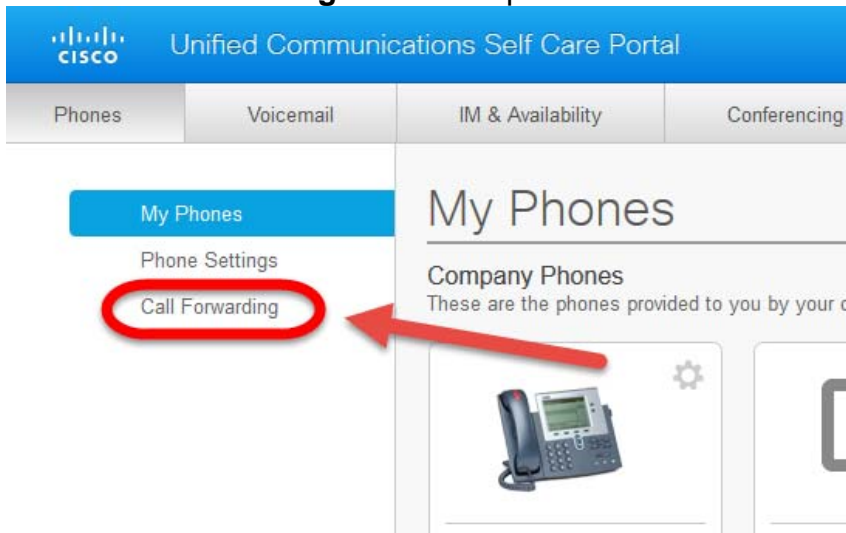 cisco Unified Communications Self Care Portal
Phones Voicemail IM & Availability Conferencing
My Phones
Phone Settings
Call Forwarding
My Phones
Company Phones
These are the phones provided to you by your